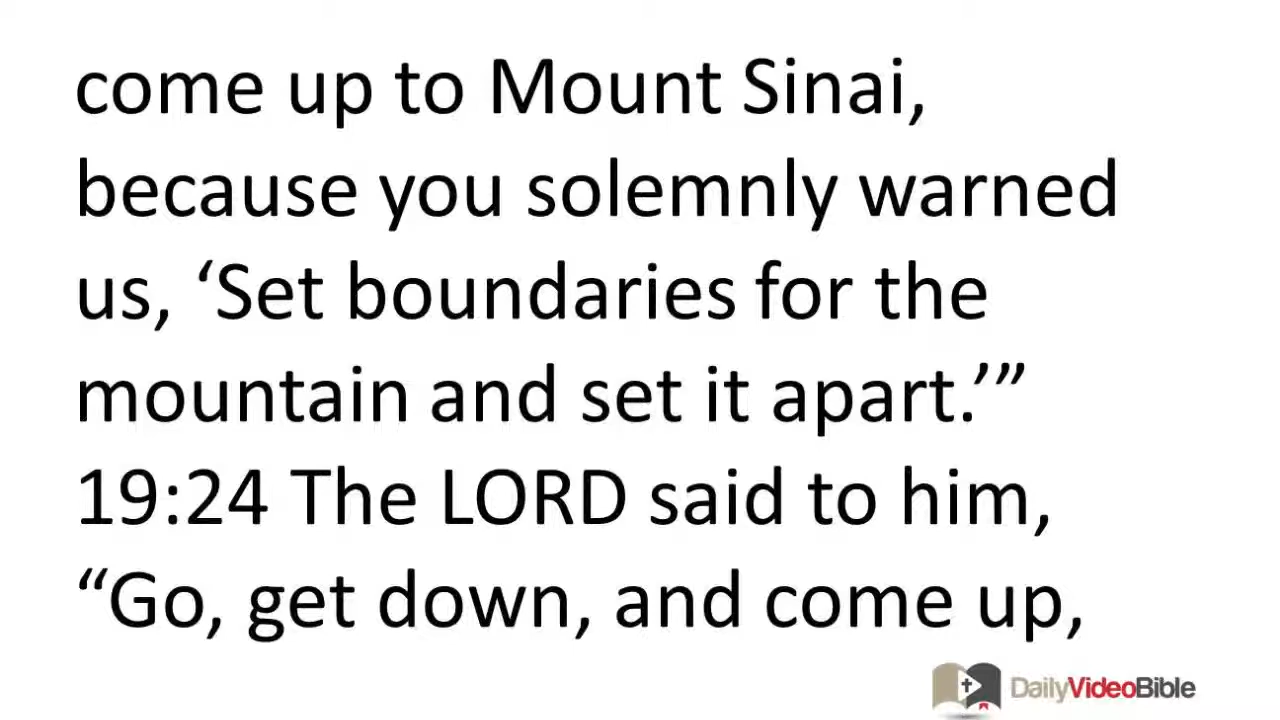 come up to Mount Sinai,
because you solemnly warned
us, ‘Set boundaries for the
mountain and set it apart.’”
19:24 The LORD said to him,
“Go, get down, and come up,
DailyVideoBible